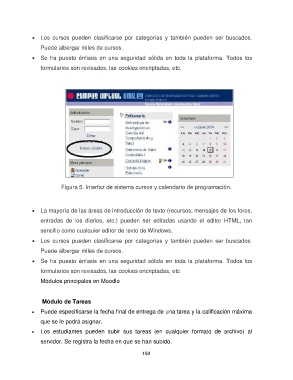 • Los cursos pueden clasificarse por categorías y también pueden ser buscados.
Puede albergar miles de cursos.
• Se ha puesto énfasis en una seguridad sólida en toda la plataforma. Todos los
formularios son revisados, las cookies encriptadas, etc.
CAMPUS VIRTUAL
Enfermería
octubre 2004
Figura 5. Interfaz de sistema cursos y calendario de programación.
• La mayoría de las áreas de introducción de texto (recursos, mensajes de los foros,
entradas de los diarios, etc.) pueden ser editadas usando el editor HTML, tan
sencillo como cualquier editor de texto de Windows.
• Los cursos pueden clasificarse por categorías y también pueden ser buscados.
Puede albergar miles de cursos.
• Se ha puesto énfasis en una seguridad sólida en toda la plataforma. Todos los
formularios son revisados, las cookies encriptadas, etc
Módulos principales en Moodle
Módulo de Tareas
• Puede especificarse la fecha final de entrega de una tarea y la calificación máxima
que se le podrá asignar.
• Los estudiantes pueden subir sus tareas (en cualquier formato de archivo) al
servidor. Se registra la fecha en que se han subido.
150